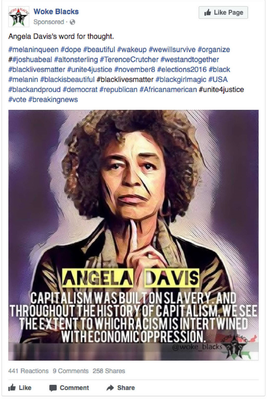 Woke Blacks
Like Page
Sponsored ·
Angela Davis's word for thought.
#melaninqueen #dope #beautiful #wakeup #wewillsurvive #organize
##joshuabeal #altonsterling #TerenceCrutcher #westandtogether
#blacklivesmatter #unite4justice #november8 #elections2016 #black
#melanin #blackisbeautiful #blacklivesmatter #blackgirlmagic #USA
#blackandproud #democrat #republican #Africanamerican #unite4justice
#vote #breakingnews
ANGELA DAVIS
CAPITALISM WAS BUILT ON SLAVERY, AND
THROUGHOUT THE HISTORY OF CAPITALISM, WE SEE
THE EXTENT TO WHICH RACISM IS INTERTWINED
WITH ECONOMIC OPPRESSION.
@woke_blacks
441 Reactions 9 Comments 258 Shares
Like Comment Share